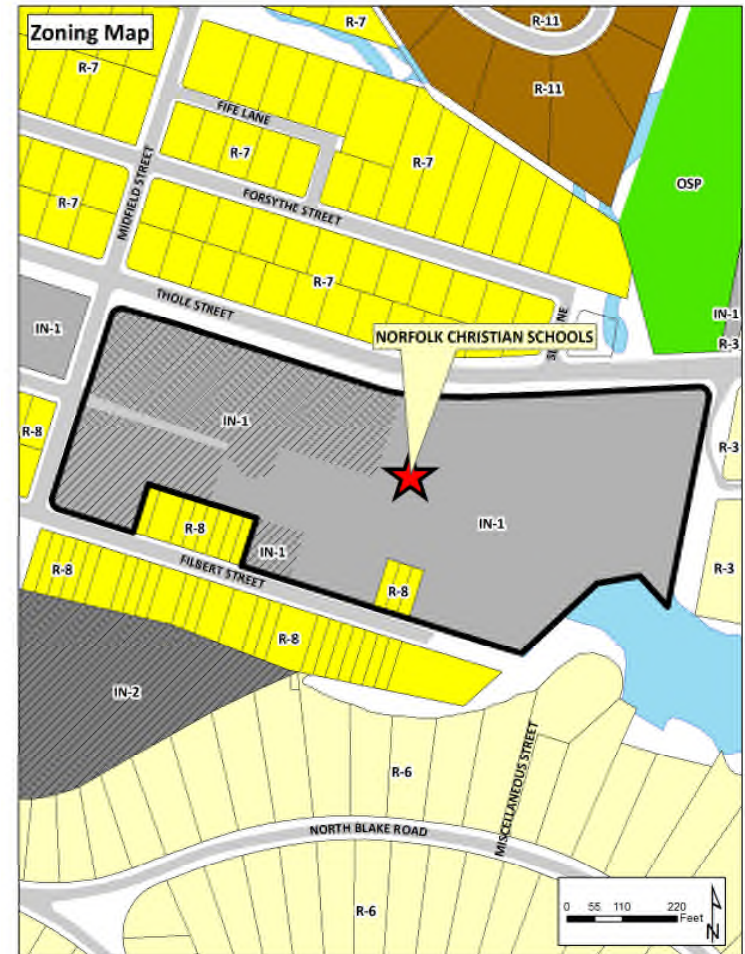 Zoning Map
R-7
R-11
R-7
R-11
FIFE LANE
R-7
R-7
OSP
R-7
MIDFIELD STREET
FORSYTHE STREET
R-7
THOLE STREET
IN-1
IN-1
R-3
NORFOLK CHRISTIAN SCHOOLS
R-8
IN-1
R-3
IN-1
R-8
IN-1
R-8
FILBERT STREET
R-8
R-3
R-8
IN-2
MISCELLANEOUS STREET
R-6
NORTH BLAKE ROAD
R-6
0 55 110 220
Feet
N